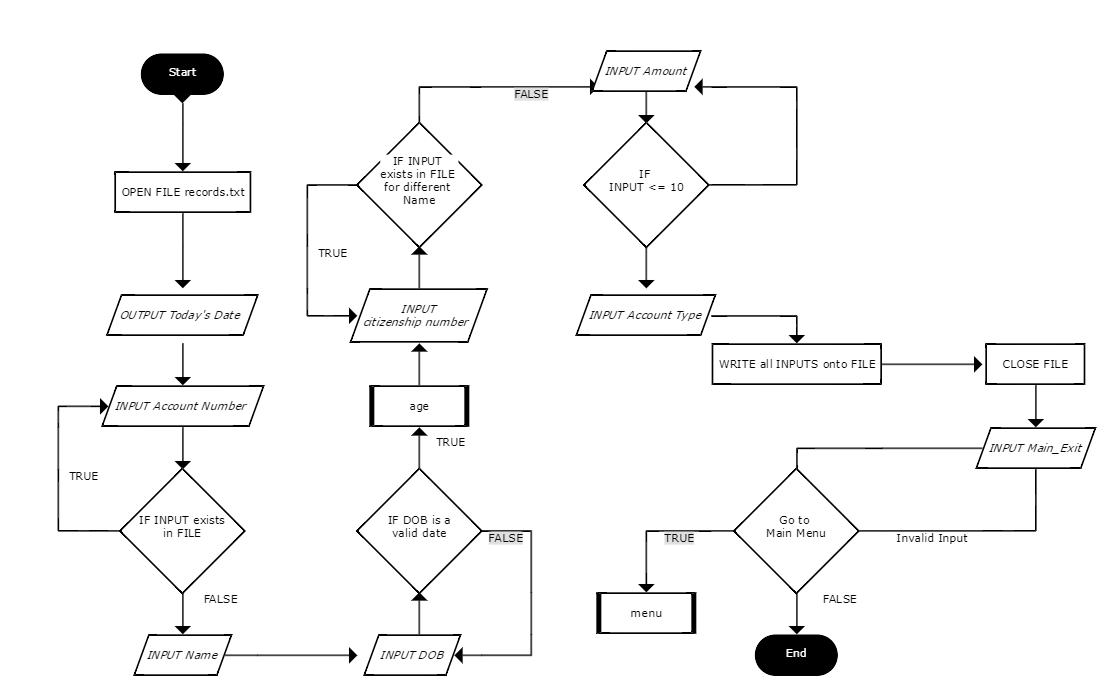 Start
OPEN FILE records.txt
OUTPUT Today's Date
INPUT Account Number
TRUE
IF INPUT exists
in FILE
FALSE
INPUT Name
INPUT DOB
IF DOB is a
valid date
FALSE
TRUE
age
INPUT
citizenship number
TRUE
IF INPUT
exists in FILE
for different
Name
FALSE
INPUT Amount
IF
INPUT <= 10
INPUT Account Type
WRITE all INPUTS onto FILE
CLOSE FILE
INPUT Main_Exit
Go to
Main Menu
Invalid Input
TRUE
menu
FALSE
End